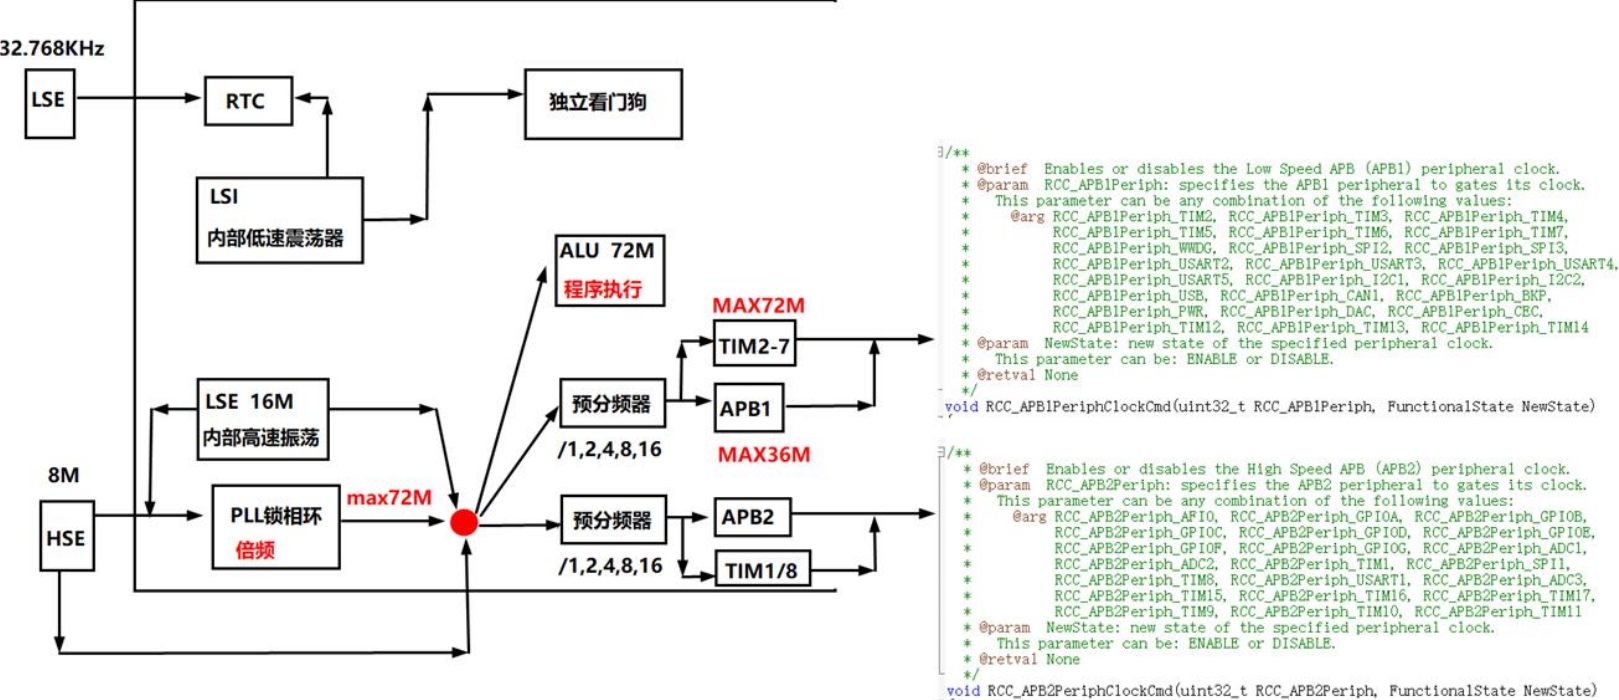 32.768KHz
LSE
RTC
独立看门狗
LSI
内部低速震荡器
ALU 72M
程序执行
MAX72M
TIM2-7
LSE 16M
内部高速振荡
预分频器
APB1
/1,2,4,8,16
MAX36M
8M
HSE
PLL锁相环
倍频
max72M
预分频器
APB2
/1,2,4,8,16
TIM1/8
/**
* @brief Enables or disables the Low Speed APB (APB1) peripheral clock.
* @param RCC_APB1Periph: specifies the APB1 peripheral to gates its clock.
* This parameter can be any combination of the following values:
* @arg RCC_APB1Periph_TIM2, RCC_APB1Periph_TIM3, RCC_APB1Periph_TIM4,
* RCC_APB1Periph_TIM5, RCC_APB1Periph_TIM6, RCC_APB1Periph_TIM7,
* RCC_APB1Periph_WWDG, RCC_APB1Periph_SPI2, RCC_APB1Periph_SPI3,
* RCC_APB1Periph_USART2, RCC_APB1Periph_USART3, RCC_APB1Periph_USART4,
* RCC_APB1Periph_USART5, RCC_APB1Periph_I2C1, RCC_APB1Periph_I2C2,
* RCC_APB1Periph_USB, RCC_APB1Periph_CAN1, RCC_APB1Periph_BKP,
* RCC_APB1Periph_PWR, RCC_APB1Periph_DAC, RCC_APB1Periph_CEC,
* RCC_APB1Periph_TIM12, RCC_APB1Periph_TIM13, RCC_APB1Periph_TIM14
* @param NewState: new state of the specified peripheral clock.
* This parameter can be: ENABLE or DISABLE.
* @retval None
*/
void RCC_APB1PeriphClockCmd(uint32_t RCC_APB1Periph, FunctionalState NewState)
/**
* @brief Enables or disables the High Speed APB (APB2) peripheral clock.
* @param RCC_APB2Periph: specifies the APB2 peripheral to gates its clock.
* This parameter can be any combination of the following values:
* @arg RCC_APB2Periph_AFIO, RCC_APB2Periph_GPIOA, RCC_APB2Periph_GPIOB,
* RCC_APB2Periph_GPIOC, RCC_APB2Periph_GPIOD, RCC_APB2Periph_GPIOE,
* RCC_APB2Periph_GPIOF, RCC_APB2Periph_GPIOG, RCC_APB2Periph_ADC1,
* RCC_APB2Periph_ADC2, RCC_APB2Periph_TIM1, RCC_APB2Periph_SPI1,
* RCC_APB2Periph_TIM8, RCC_APB2Periph_USART1, RCC_APB2Periph_ADC3,
* RCC_APB2Periph_TIM15, RCC_APB2Periph_TIM16, RCC_APB2Periph_TIM17,
* RCC_APB2Periph_TIM9, RCC_APB2Periph_TIM10, RCC_APB2Periph_TIM11
* @param NewState: new state of the specified peripheral clock.
* This parameter can be: ENABLE or DISABLE.
* @retval None
*/
void RCC_APB2PeriphClockCmd(uint32_t RCC_APB2Periph, FunctionalState NewState)